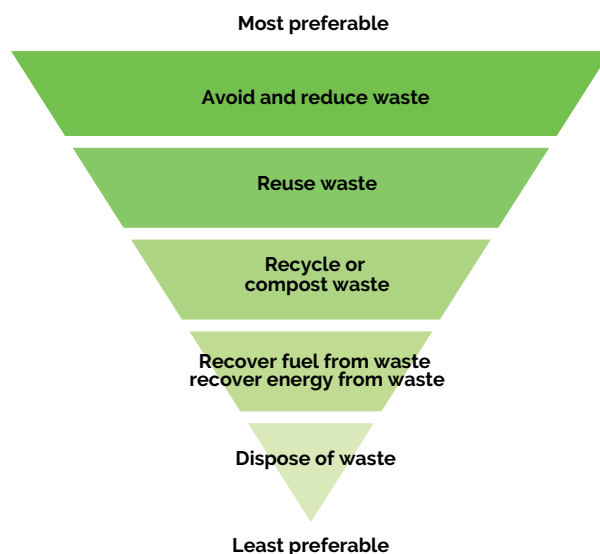 Most preferable
Avoid and reduce waste
Reuse waste
Recycle or
compost waste
Recover fuel from waste
recover energy from waste
Dispose of waste
Least preferable